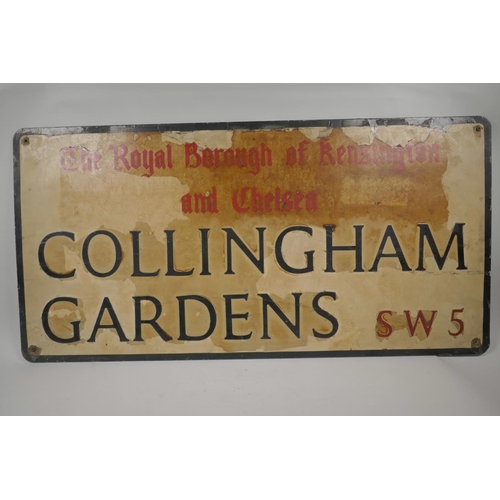 The Royal Borough of Kensington
and Chelsea
COLLINGHAM
GARDENS SW5